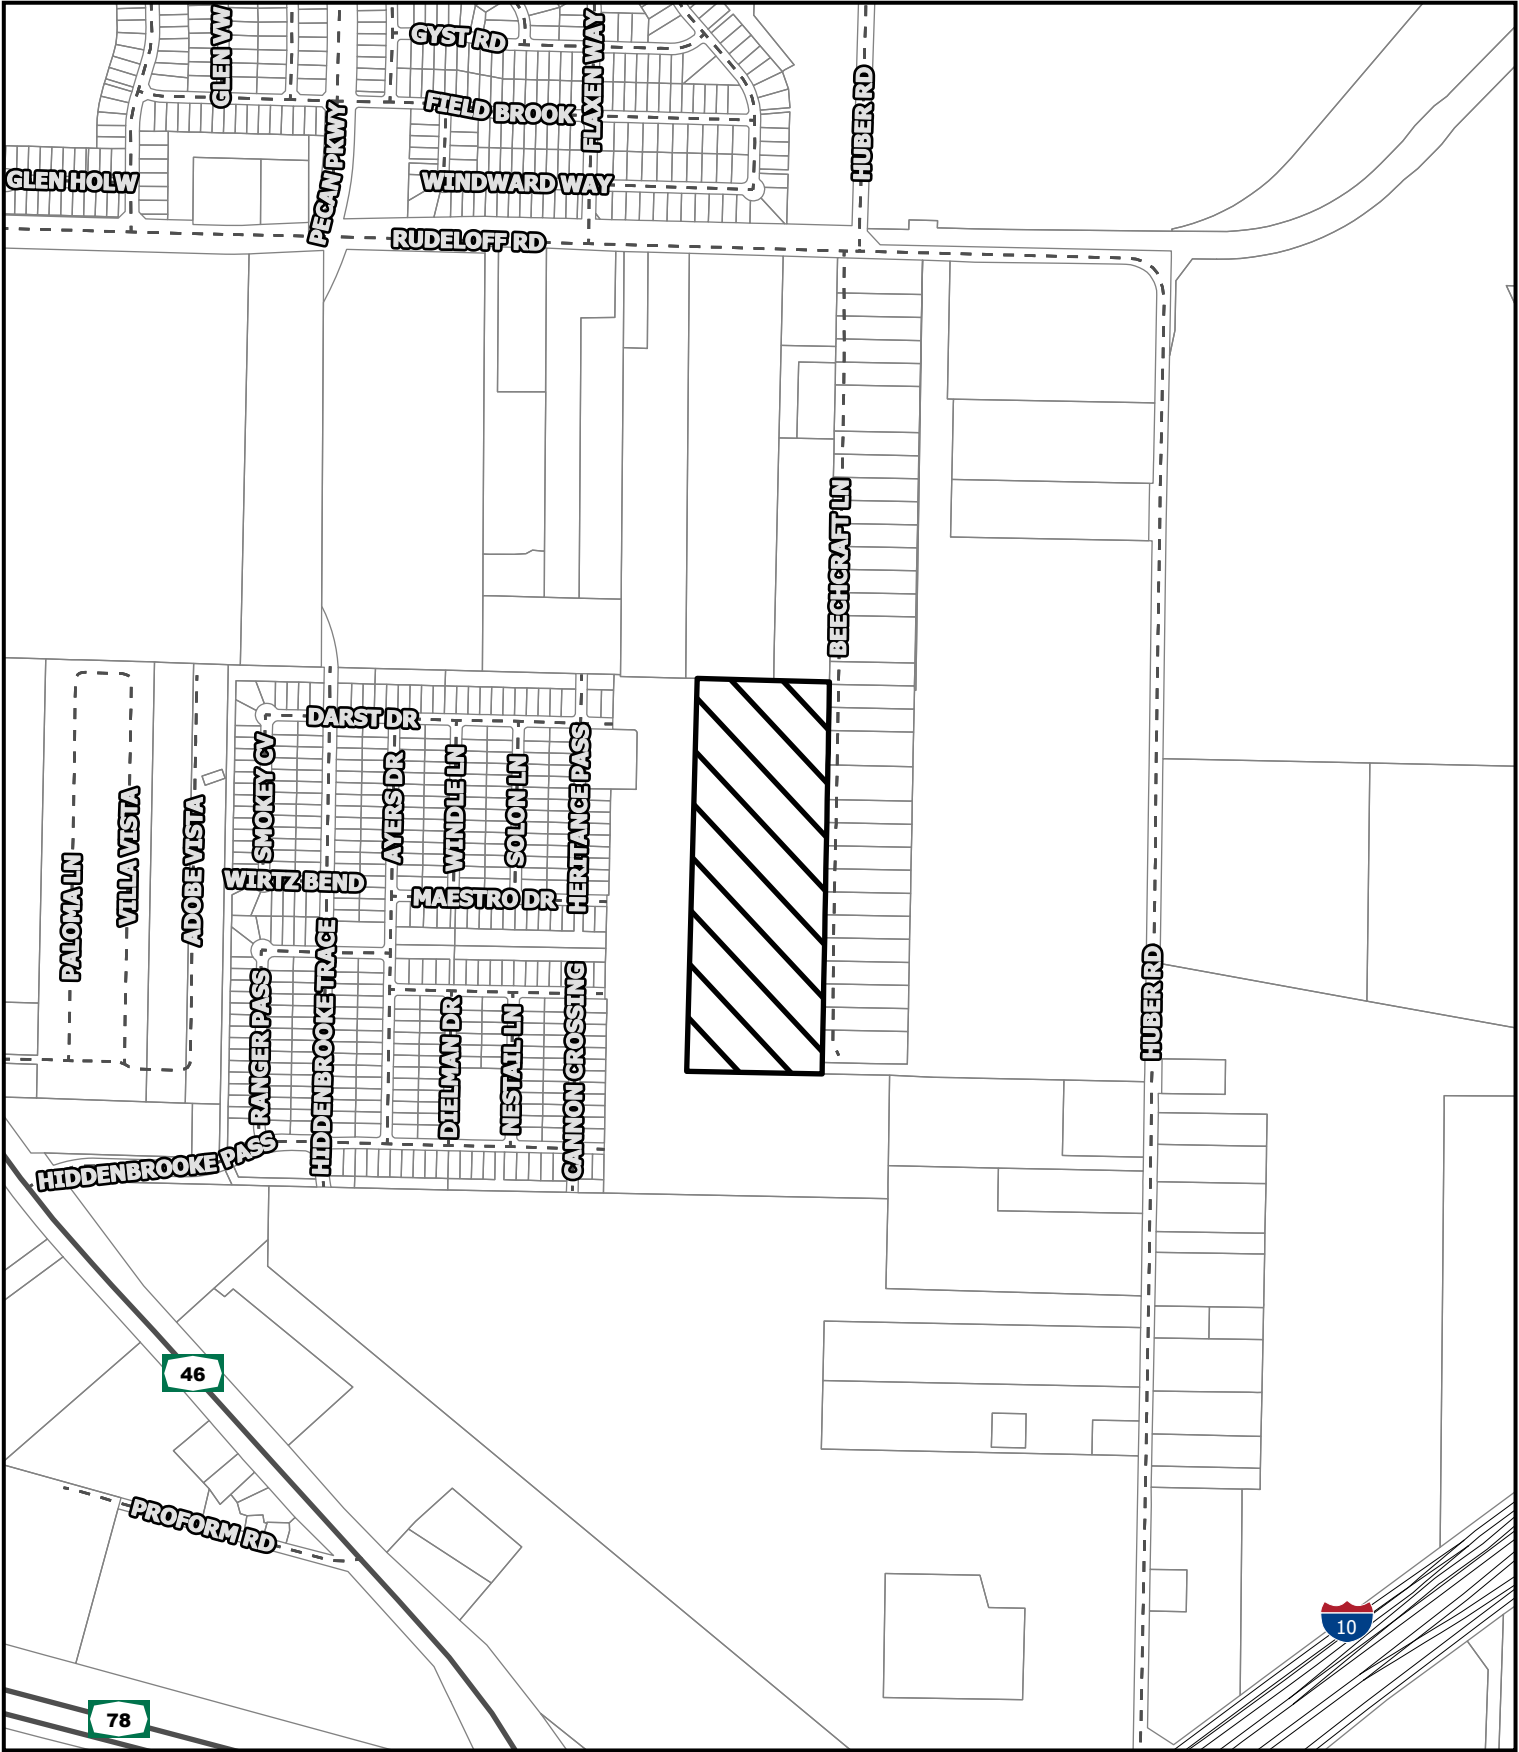 GLEN VW
GYST RD
FLAXEN WAY
HUBER RD
FIELD BROOK
PECAN PKWY
GLEN HOLW
WINDWARD WAY
RUDELOFF RD
BEECHCRAFT LN
DARST DR
SMOKEY CV
AYERS DR
WINDLE LN
SOLON LN
HERITANCE PASS
PALOMA LN
VILLA VISTA
ADOBE VISTA
WIRTZ BEND
MAESTRO DR
RANGER PASS
HIDDENBROOKE TRACE
DIELMAN DR
NESTAIL LN
CANNON CROSSING
HUBER RD
HIDDENBROOKE PASS
46
PROFORM RD
10
78